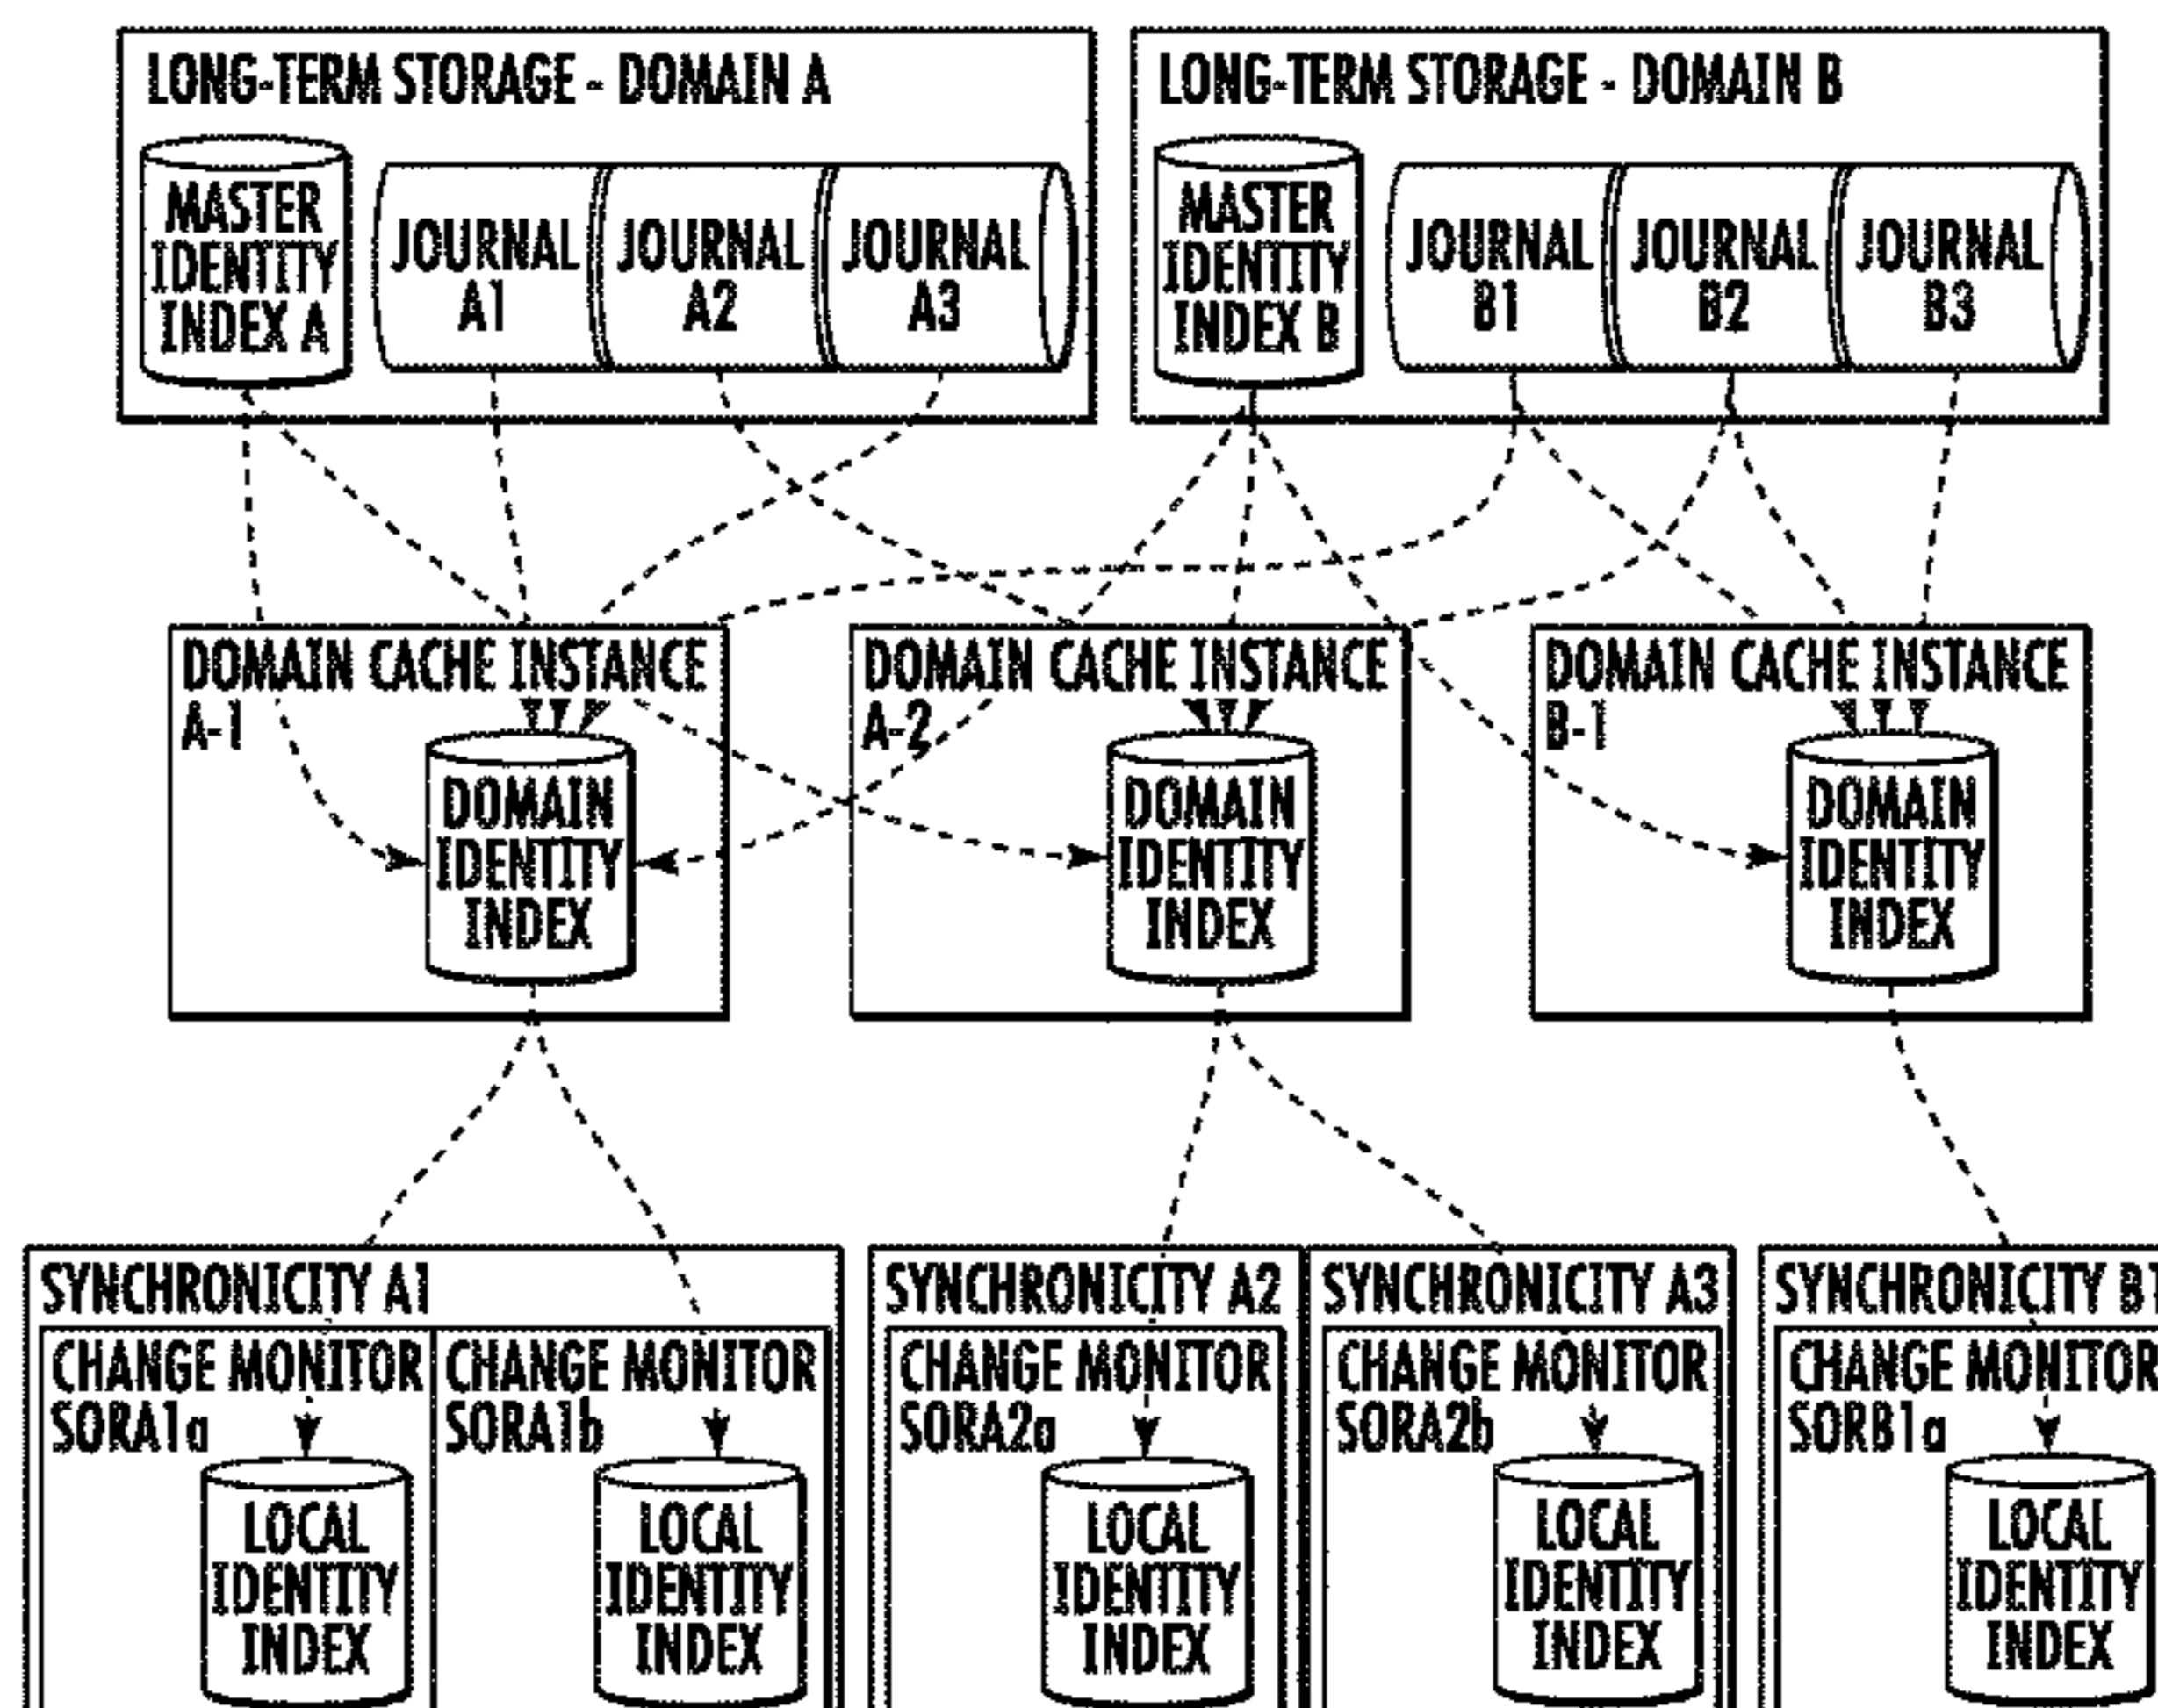 LONG-TERM STORAGE - DOMAIN A
MASTER
IDENTITY
INDEX A
JOURNAL
A1
JOURNAL
A2
JOURNAL
A3
LONG-TERM STORAGE - DOMAIN B
MASTER
IDENTITY
INDEX B
JOURNAL
B1
JOURNAL
B2
JOURNAL
B3
DOMAIN CACHE INSTANCE
A-1
DOMAIN
IDENTITY
INDEX
DOMAIN CACHE INSTANCE
A-2
DOMAIN
IDENTITY
INDEX
DOMAIN CACHE INSTANCE
B-1
DOMAIN
IDENTITY
INDEX
SYNCHRONICITY A1
CHANGE MONITOR
SORA1a
LOCAL
IDENTITY
INDEX
CHANGE MONITOR
SORA1b
LOCAL
IDENTITY
INDEX
SYNCHRONICITY A2
CHANGE MONITOR
SORA2a
LOCAL
IDENTITY
INDEX
SYNCHRONICITY A3
CHANGE MONITOR
SORA2b
LOCAL
IDENTITY
INDEX
SYNCHRONICITY B1
CHANGE MONITOR
SORB1a
LOCAL
IDENTITY
INDEX